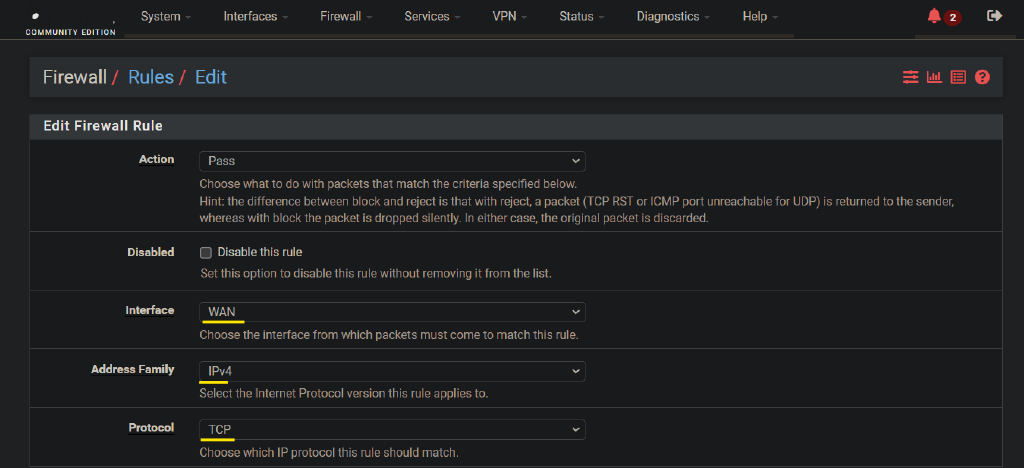 COMMUNITY EDITION
System Interfaces Firewall Services VPN Status Diagnostics Help 2
Firewall / Rules / Edit
Edit Firewall Rule
Action Pass
Choose what to do with packets that match the criteria specified below.
Hint: the difference between block and reject is that with reject, a packet (TCP RST or ICMP port unreachable for UDP) is returned to the sender,
whereas with block the packet is dropped silently. In either case, the original packet is discarded.
Disabled Disable this rule
Set this option to disable this rule without removing it from the list.
Interface WAN
Choose the interface from which packets must come to match this rule.
Address Family IPv4
Select the Internet Protocol version this rule applies to.
Protocol TCP
Choose which IP protocol this rule should match.